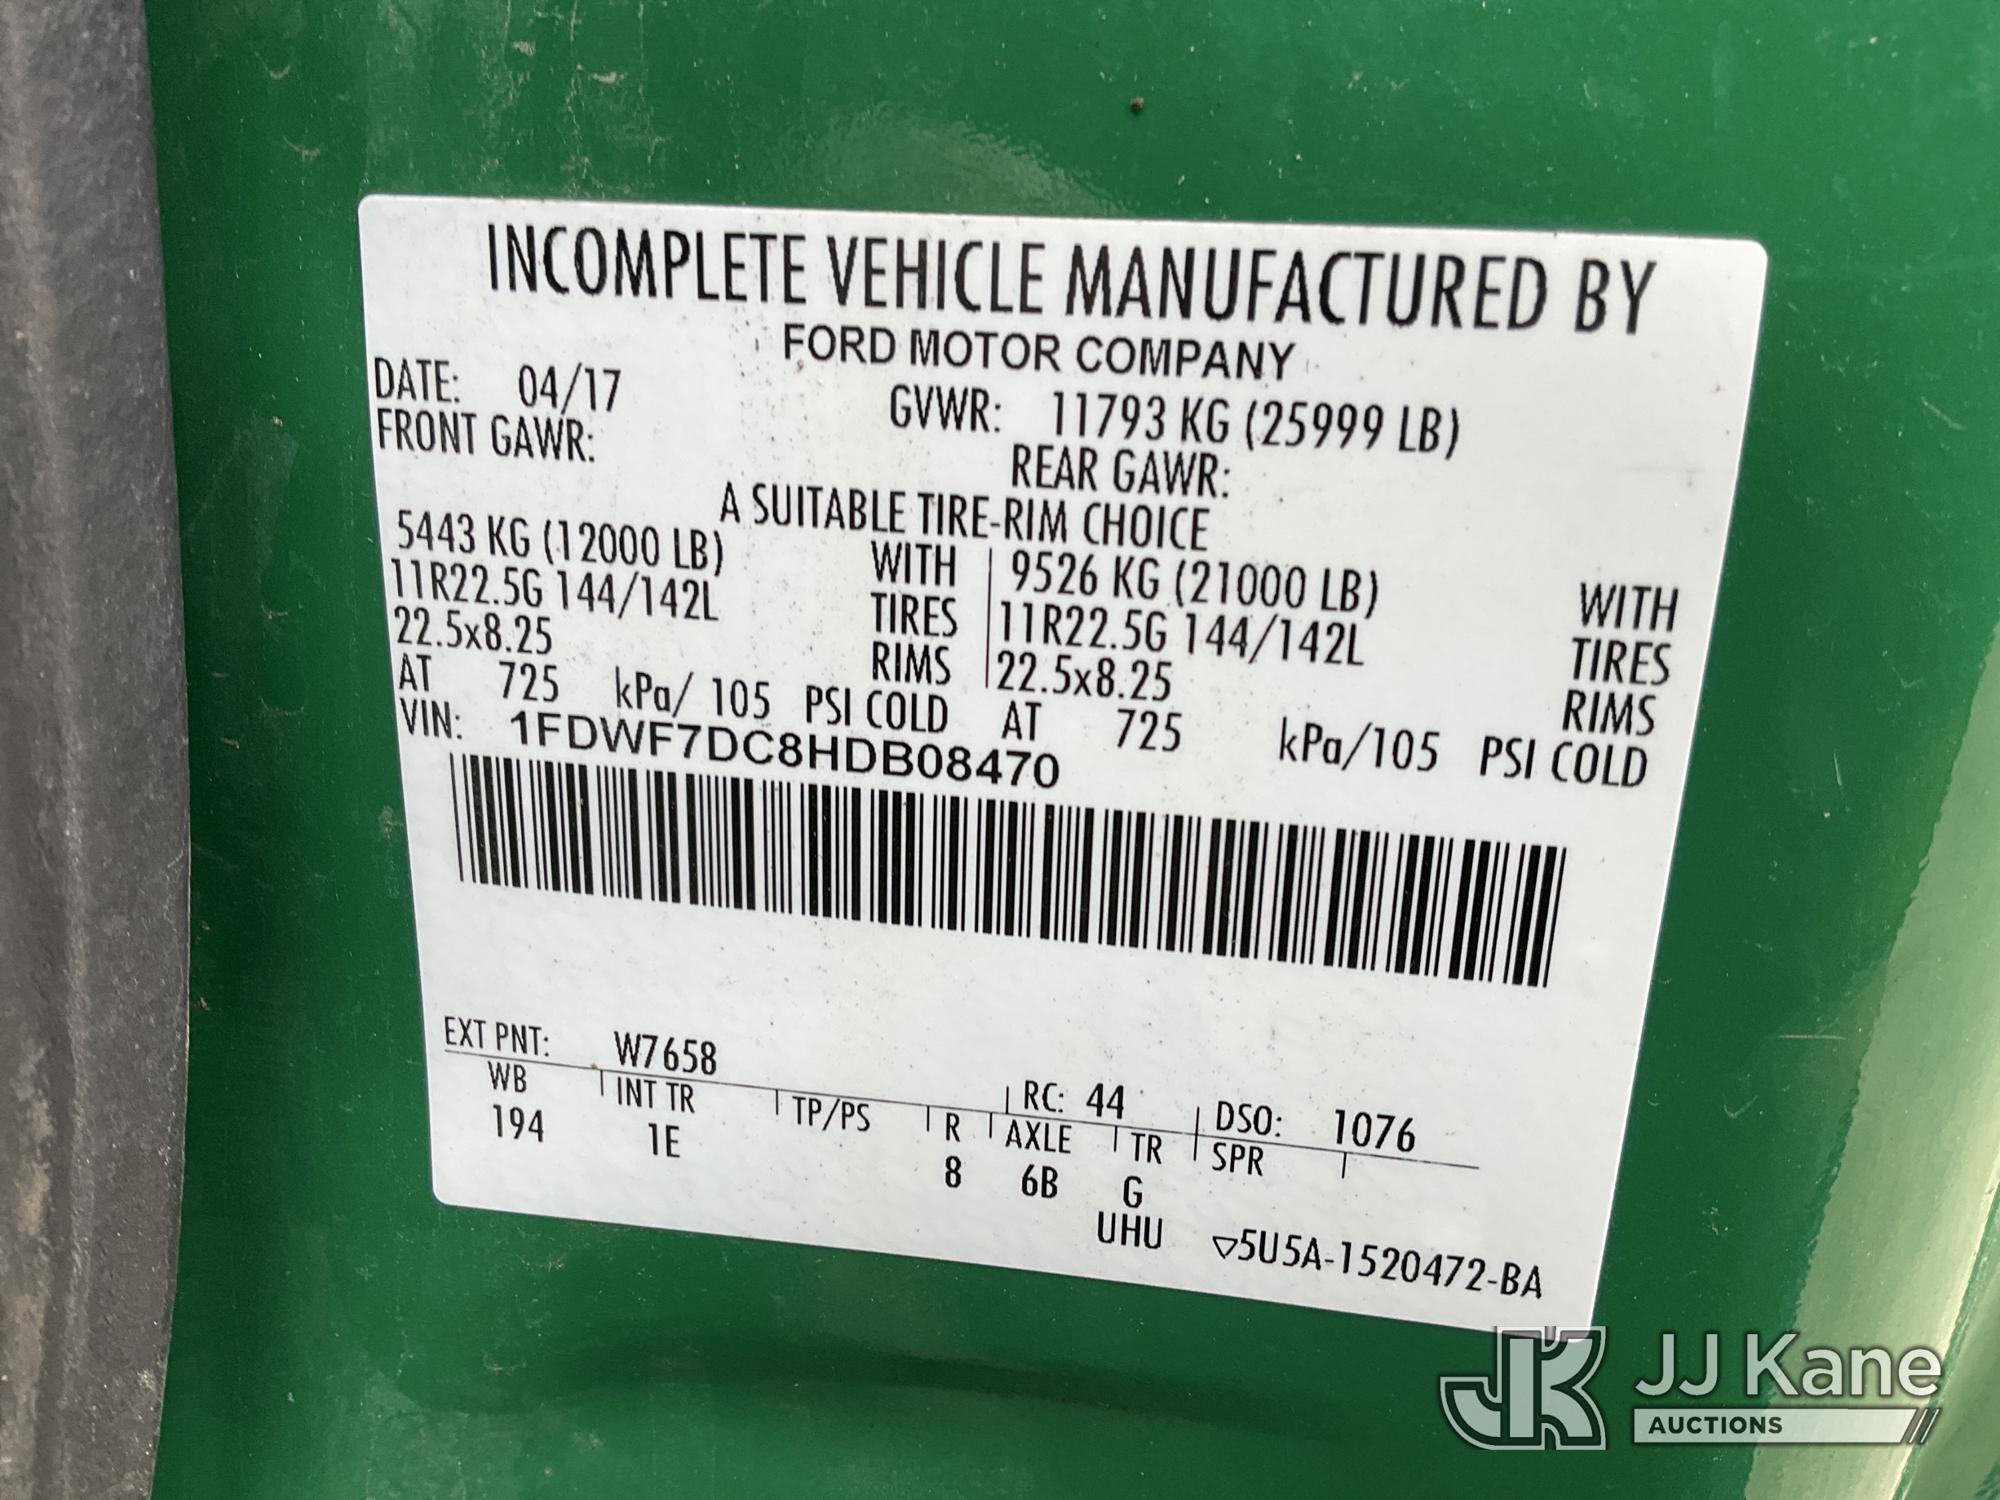 INCOMPLETE VEHICLE MANUFACTURED BY
FORD MOTOR COMPANY
DATE: 04/17 GVWR: 11793 KG (25999 LB)
FRONT GAWR: REAR GAWR:
A SUITABLE TIRE-RIM CHOICE
5443 KG (12000 LB) WITH 9526 KG (21000 LB) WITH
11R22.5G 144/142L TIRES 11R22.5G 144/142L TIRES
22.5x8.25 RIMS 22.5x8.25 RIMS
AT 725 kPa/ 105 PSI COLD AT 725 kPa/105 PSI COLD
VIN: 1FDWF7DC8HDB08470
EXT PNT: W7658 RC: 44 DSO: 1076
WB INT TR TP/PS R AXLE TR SPR
194 1E 8 6B G
UHU ▽5U5A-1520472-BA
JK JJ Kane
AUCTIONS